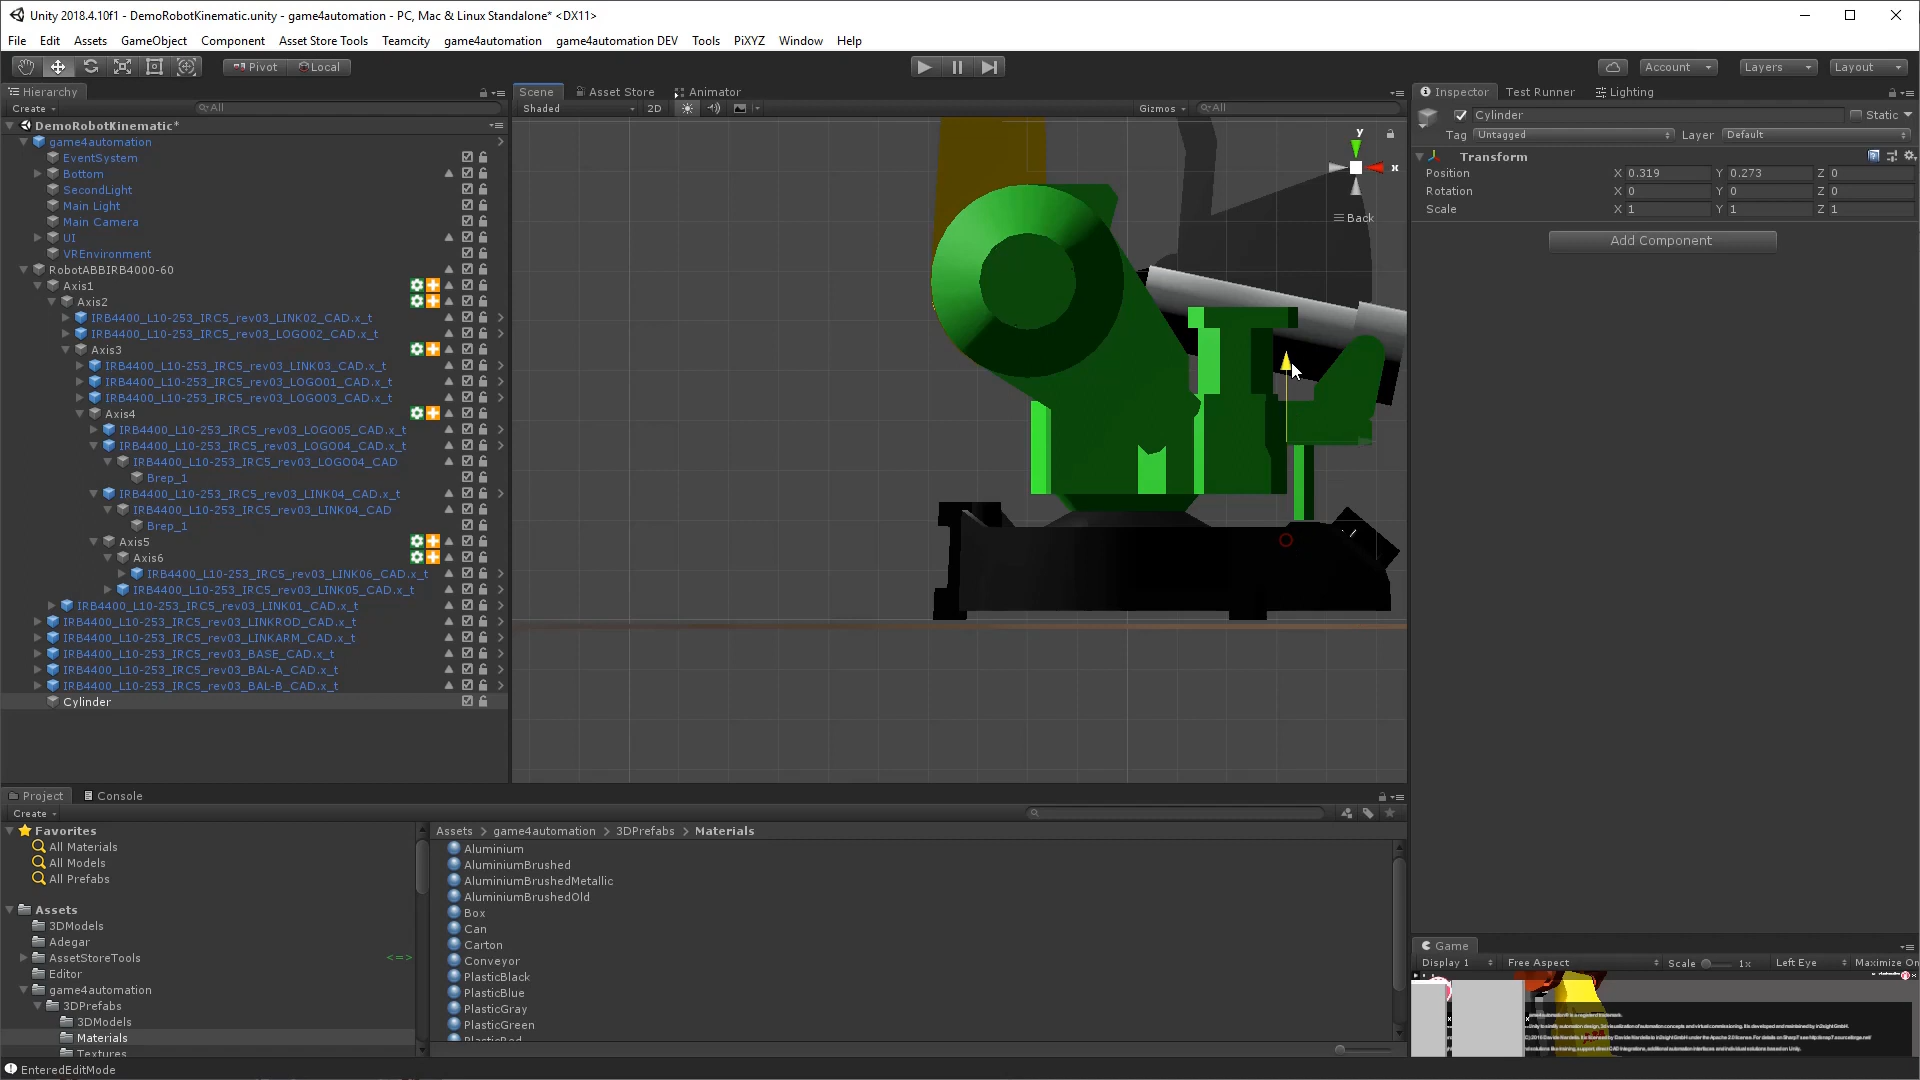 Unity 2018.4.10f1 - DemoRobotKinematic.unity - game4automation - PC, Mac & Linux Standalone* <DX11>
File Edit Assets GameObject Component Asset Store Tools Teamcity game4automation game4automation DEV Tools PiXYZ Window Help
Pivot Local Account Layers Layout
Hierarchy
Create All
DemoRobotKinematic*
game4automation
EventSystem
Bottom
SecondLight
Main Light
Main Camera
UI
VREnvironment
RobotABBIRB4000-60
Axis1
Axis2
IRB4400_L10-253_IRC5_rev03_LINK02_CAD.x_t
IRB4400_L10-253_IRC5_rev03_LOGO02_CAD.x_t
Axis3
IRB4400_L10-253_IRC5_rev03_LINK03_CAD.x_t
IRB4400_L10-253_IRC5_rev03_LOGO01_CAD.x_t
IRB4400_L10-253_IRC5_rev03_LOGO03_CAD.x_t
Axis4
IRB4400_L10-253_IRC5_rev03_LOGO05_CAD.x_t
IRB4400_L10-253_IRC5_rev03_LOGO04_CAD.x_t
IRB4400_L10-253_IRC5_rev03_LOGO04_CAD
Brep_1
IRB4400_L10-253_IRC5_rev03_LINK04_CAD.x_t
IRB4400_L10-253_IRC5_rev03_LINK04_CAD
Brep_1
Axis5
Axis6
IRB4400_L10-253_IRC5_rev03_LINK06_CAD.x_t
IRB4400_L10-253_IRC5_rev03_LINK05_CAD.x_t
IRB4400_L10-253_IRC5_rev03_LINK01_CAD.x_t
IRB4400_L10-253_IRC5_rev03_LINKROD_CAD.x_t
IRB4400_L10-253_IRC5_rev03_LINKARM_CAD.x_t
IRB4400_L10-253_IRC5_rev03_BASE_CAD.x_t
IRB4400_L10-253_IRC5_rev03_BAL-A_CAD.x_t
IRB4400_L10-253_IRC5_rev03_BAL-B_CAD.x_t
Cylinder
Scene Asset Store Animator
Shaded 2D Gizmos All
y
x
Back
Inspector Test Runner Lighting
Cylinder Static
Tag Untagged Layer Default
Transform
Position X 0.319 Y 0.273 Z 0
Rotation X 0 Y 0 Z 0
Scale X 1 Y 1 Z 1
Add Component
Project Console
Create
Favorites
All Materials
All Models
All Prefabs
Assets
3DModels
Adegar
AssetStoreTools <=>
Editor
game4automation
3DPrefabs
3DModels
Materials
Textures
Assets > game4automation > 3DPrefabs > Materials
Aluminium
AluminiumBrushed
AluminiumBrushedMetallic
AluminiumBrushedOld
Box
Can
Carton
Conveyor
PlasticBlack
PlasticBlue
PlasticGray
PlasticGreen
PlasticRed
Game
Display 1 Free Aspect Scale 1x Left Eye Maximize On
EnteredEditMode